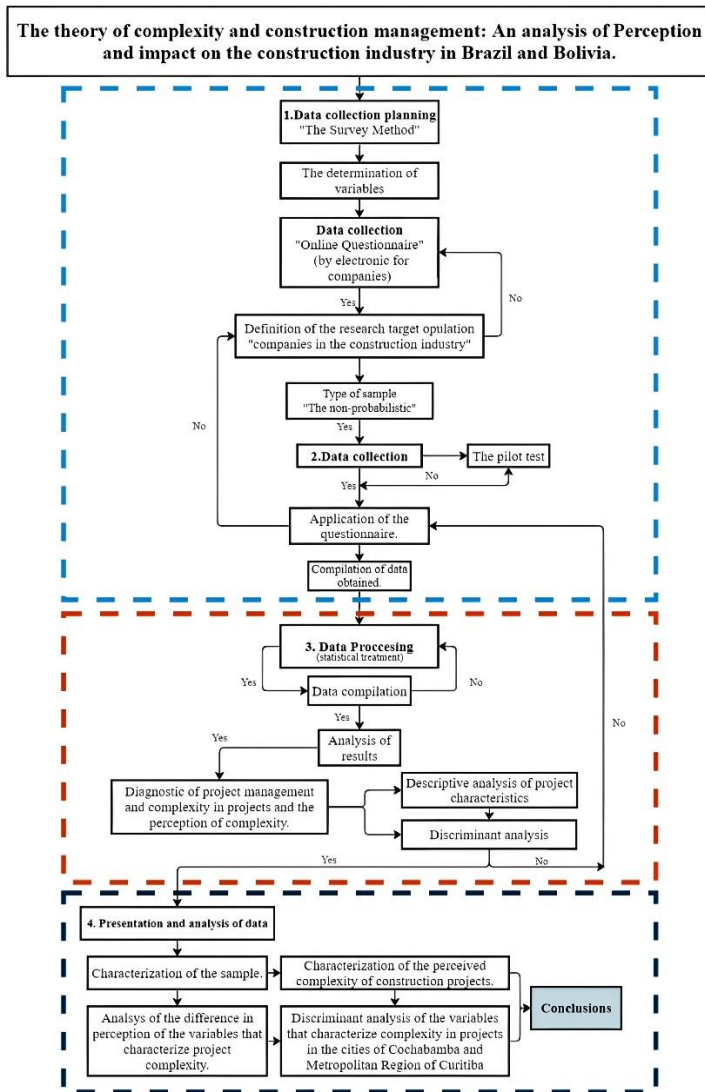 The theory of complexity and construction management: An analysis of Perception
and impact on the construction industry in Brazil and Bolivia.
1.Data collection planning
"The Survey Method"
The determination of
variables
Data collection
"Online Questionnaire"
(by electronic for
companies)
Yes
No
Definition of the research target opulation
"companies in the construction industry"
Type of sample
"The non-probabilistic"
No
Yes
2.Data collection
The pilot test
No
Yes
Application of the
questionnaire.
Compilation of data
obtained.
3. Data Proccesing
(statistical treatment)
Yes
No
Data compilation
Yes
No
Yes
Analysis of
results
Diagnostic of project management
and complexity in projects and the
perception of complexity.
Descriptive analysis of project
characteristics
Discriminant analysis
Yes
No
4. Presentation and analysis of data
Characterization of the sample.
Characterization of the perceived
complexity of construction projects.
Analsys of the difference in
perception of the variables that
characterize project
complexity.
Discriminant analysis of the variables
that characterize complexity in projects
in the cities of Cochabamba and
Metropolitan Region of Curitiba
Conclusions